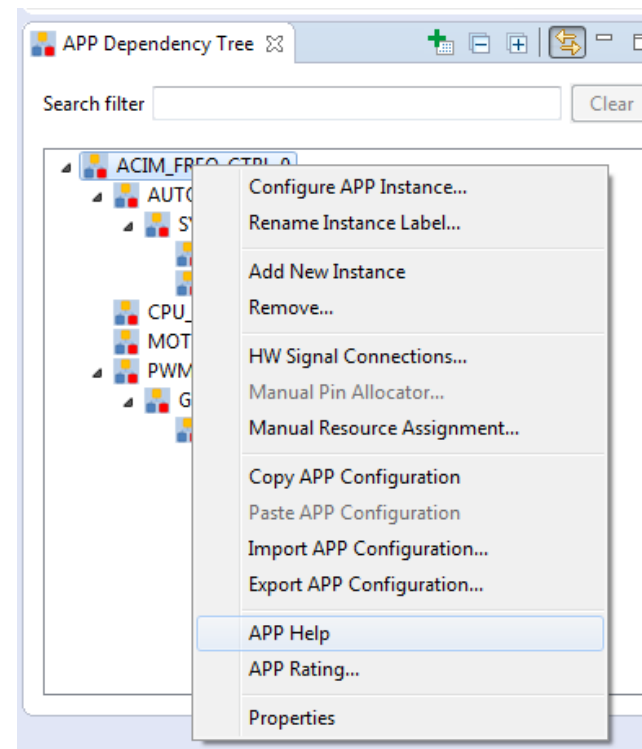 APP Dependency Tree
Search filter
Clear
ACIM_FREQ_CTRL_0
AUTO
SY
CPU_
MOT
PWM
G
Configure APP Instance...
Rename Instance Label...
Add New Instance
Remove...
HW Signal Connections...
Manual Pin Allocator...
Manual Resource Assignment...
Copy APP Configuration
Paste APP Configuration
Import APP Configuration...
Export APP Configuration...
APP Help
APP Rating...
Properties